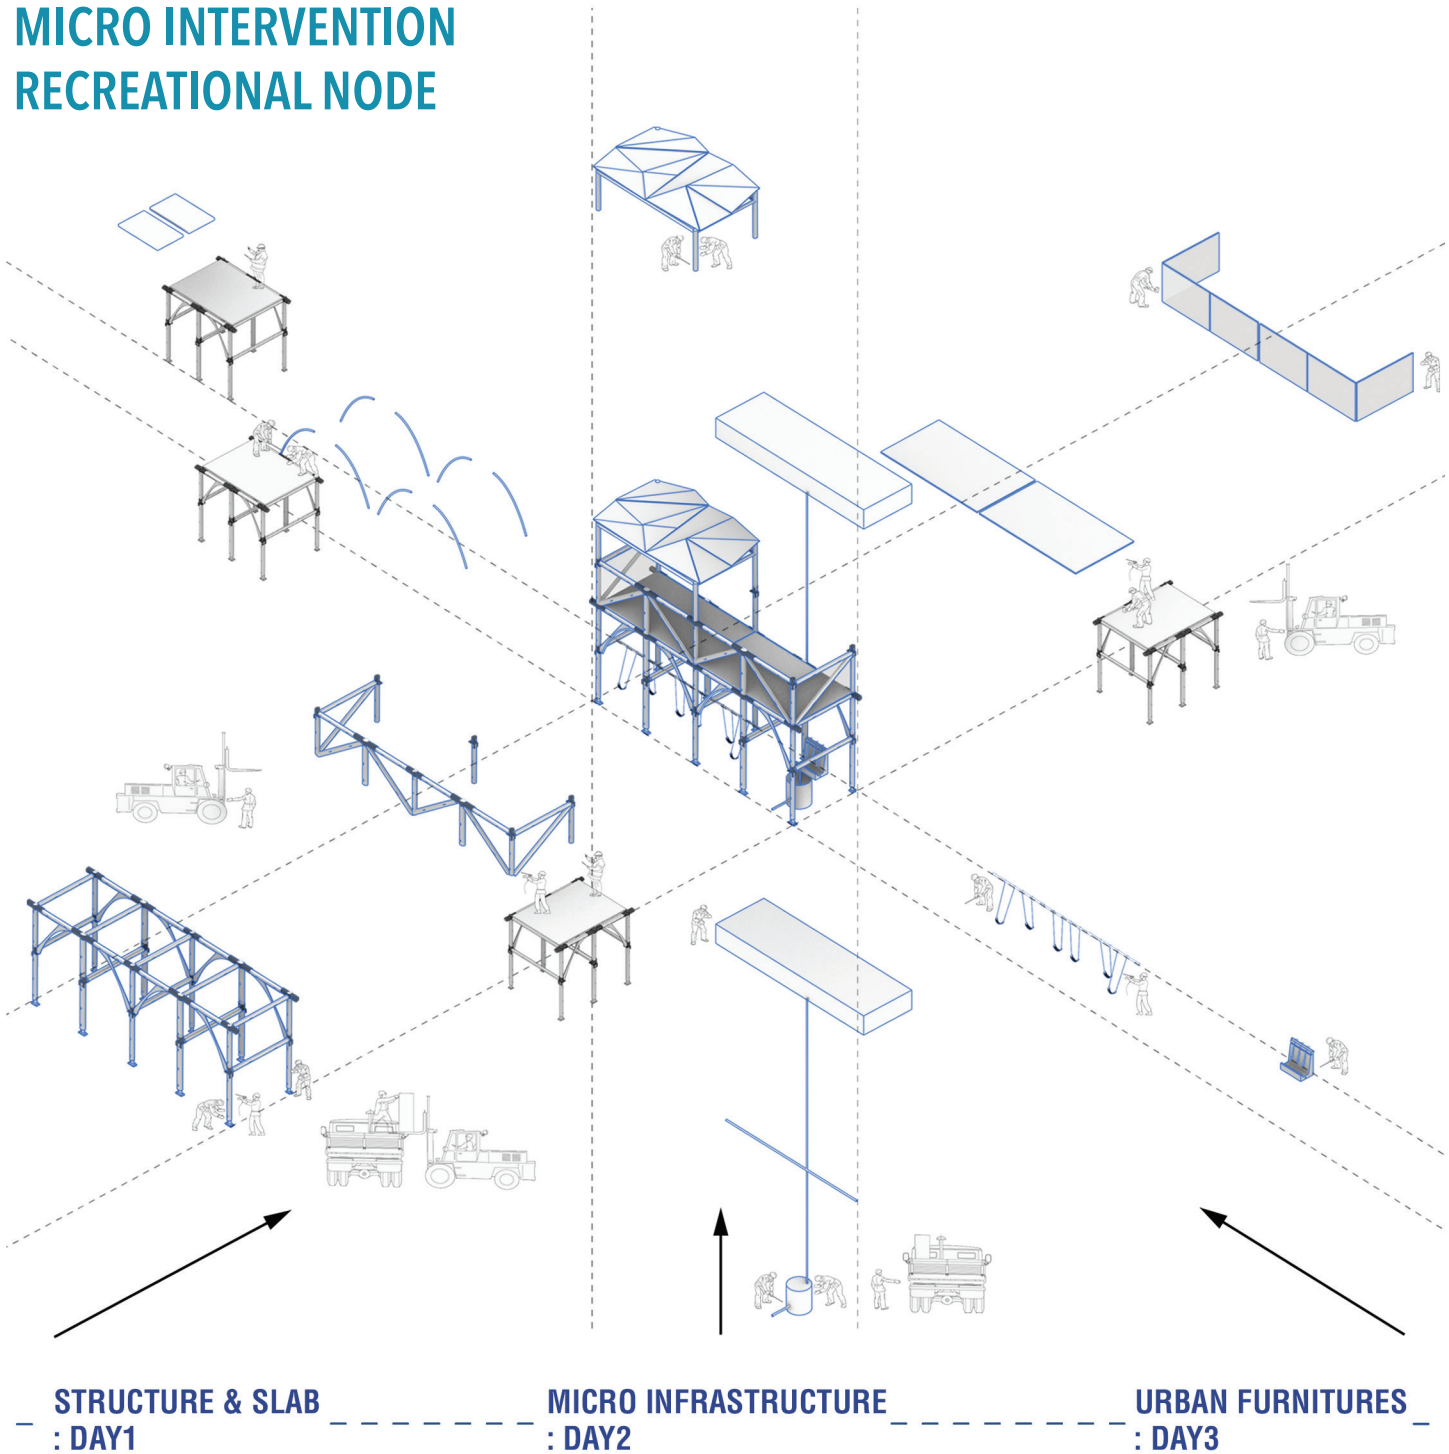 MICRO INTERVENTION
RECREATIONAL NODE
STRUCTURE & SLAB
: DAY1
MICRO INFRASTRUCTURE
: DAY2
URBAN FURNITURES
: DAY3